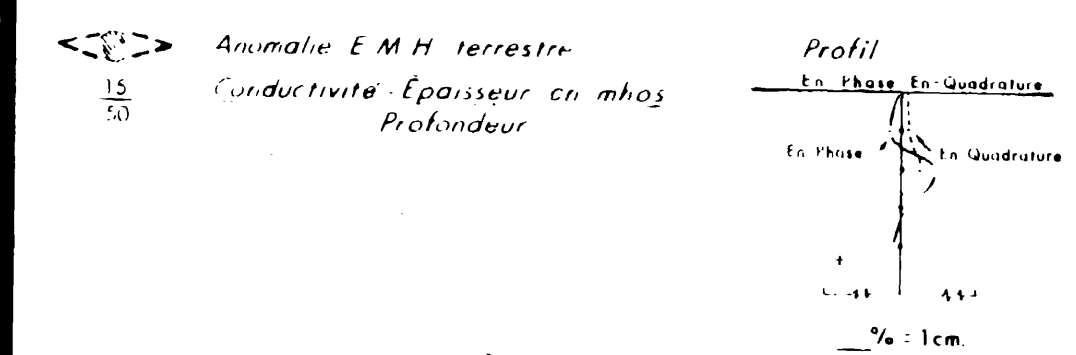 Anomalie E M H terrestre
15
50
Conductivité - Épaisseur en mhos
Profondeur
Profil
En Phase En-Quadrature
En Phase
En Quadrature
+
% = 1cm.